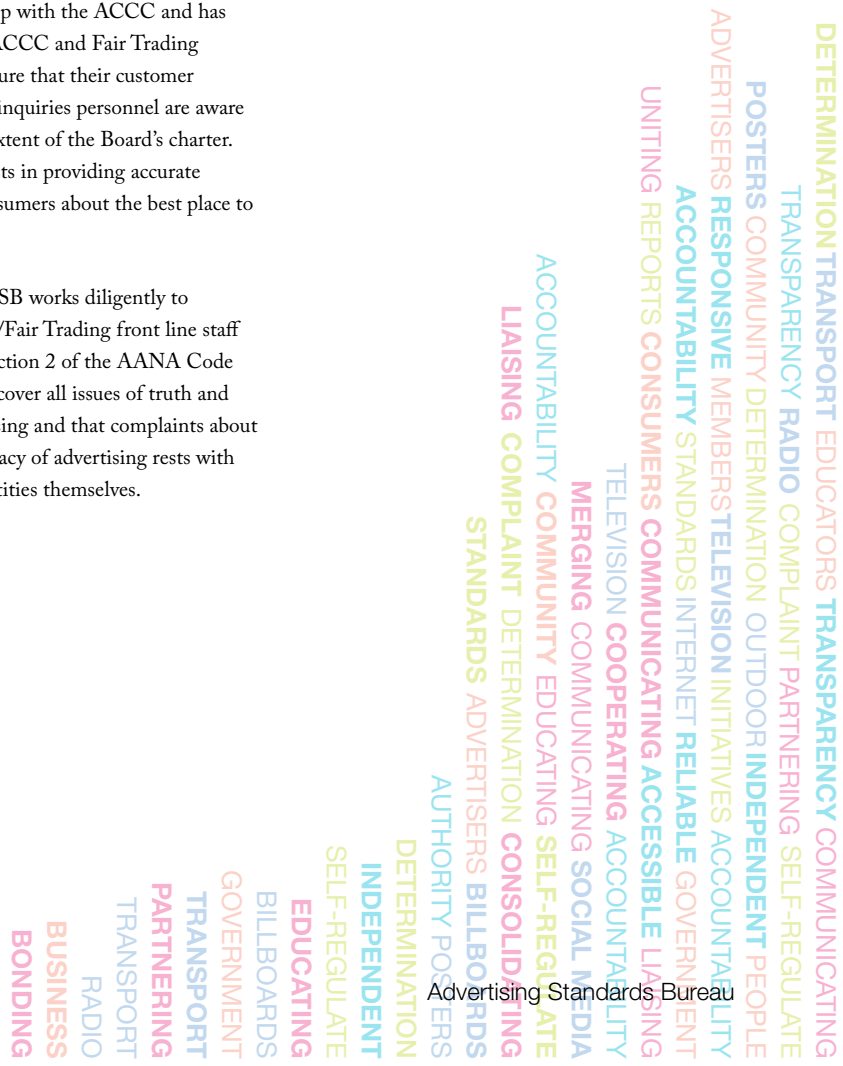 p with the ACCC and has
ACCC and Fair Trading
ure that their customer
inquiries personnel are aware
xtent of the Board's charter.
ts in providing accurate
sumers about the best place to
SB works diligently to
/Fair Trading front line staff
ction 2 of the AANA Code
cover all issues of truth and
sing and that complaints about
acy of advertising rests with
tities themselves.
BONDING
BUSINESS
RADIO
TRANSPORT
PARTNERING
TRANSPORT
GOVERNMENT
BILLBOARDS
EDUCATING
SELF-REGULATE
INDEPENDENT
DETERMINATION
AUTHORITY POSTERS
STANDARDS ADVERTISERS BILLBOARDS
LIAISING COMPLAINT DETERMINATION CONSOLIDATING
ACCOUNTABILITY COMMUNITY EDUCATING SELF-REGULATE
MERGING COMMUNICATING SOCIAL MEDIA
TELEVISION COOPERATING ACCOUNTABILITY
UNITING REPORTS CONSUMERS COMMUNICATING ACCESSIBLE LIAISING
ACCOUNTABILITY STANDARDS INTERNET RELIABLE GOVERNMENT
ADVERTISERS RESPONSIVE MEMBERS TELEVISION INITIATIVES ACCOUNTABILITY
POSTERS COMMUNITY DETERMINATION OUTDOOR INDEPENDENT PEOPLE
TRANSPARENCY RADIO COMPLAINT PARTNERING SELF-REGULATE
DETERMINATION TRANSPORT EDUCATORS TRANSPARENCY COMMUNICATING
Advertising Standards Bureau